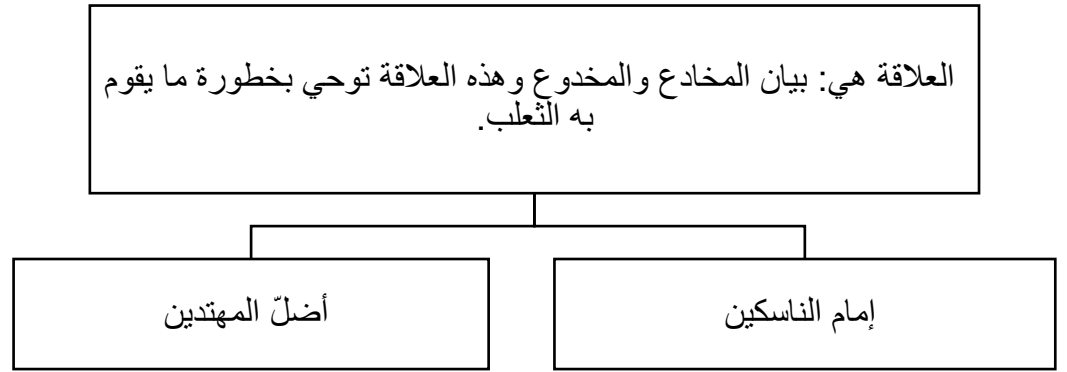 العلاقة هي: بيان المخادع والمخدوع وهذه العلاقة توحي بخطورة ما يقوم
به الثعلب.
إمام الناسكين
أضلّ المهتدين